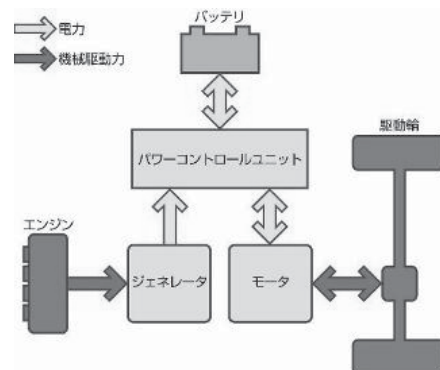 電力
機械駆動力
バッテリ
パワーコントロールユニット
駆動輪
エンジン
ジェネレータ
モータ